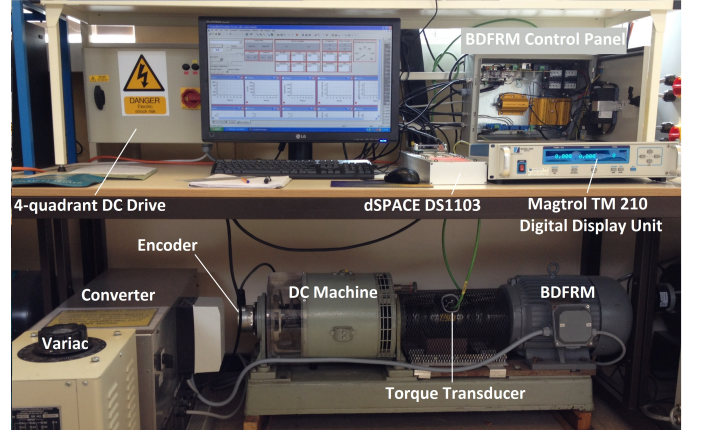 BDFRM Control Panel
DANGER
LG
4-quadrant DC Drive
dSPACE DS1103
Magtrol TM 210
Digital Display Unit
Encoder
Converter
DC Machine
BDFRM
Variac
Torque Transducer